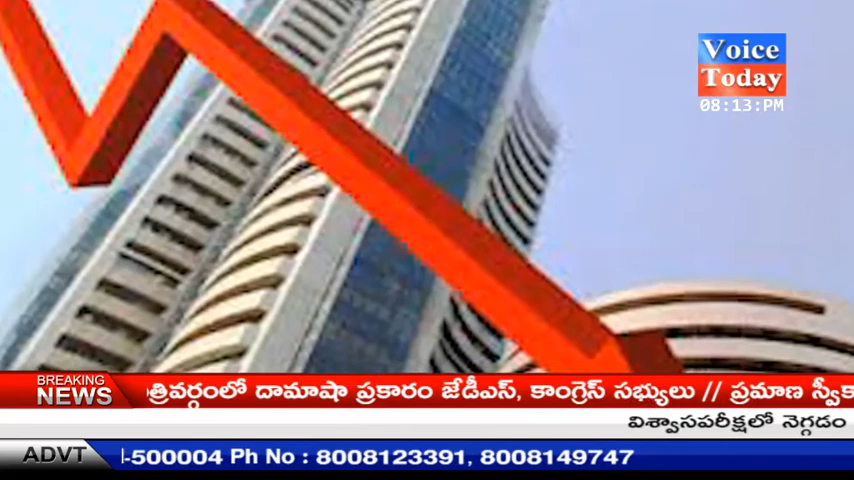 Voice
Today
08:13:PM
BREAKING
NEWS
దామాషా ప్రకారం జేడీఎస్, కాంగ్రెస్ సభ్యులు // ప్రమాణ
విశ్వాసపరీక్షలో నెగ్గడం
ADVT
-500004 Ph No : 8008123391, 8008149747